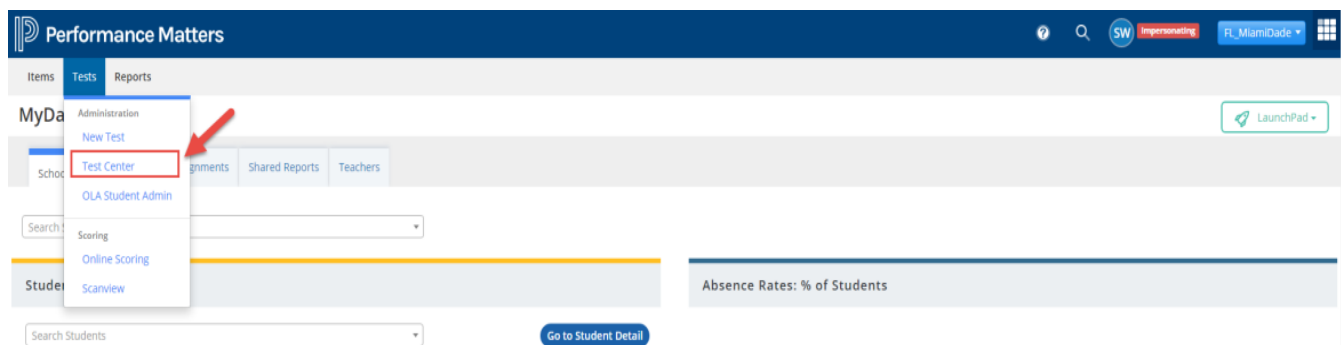 Performance Matters
SW Impersonating FL_MiamiDade
Items Tests Reports
MyDa
LaunchPad
Administration
New Test
Test Center
OLA Student Admin
Schoo gnments Shared Reports Teachers
Search
Scoring
Online Scoring
Scanview
Studen
Absence Rates: % of Students
Search Students
Go to Student Detail